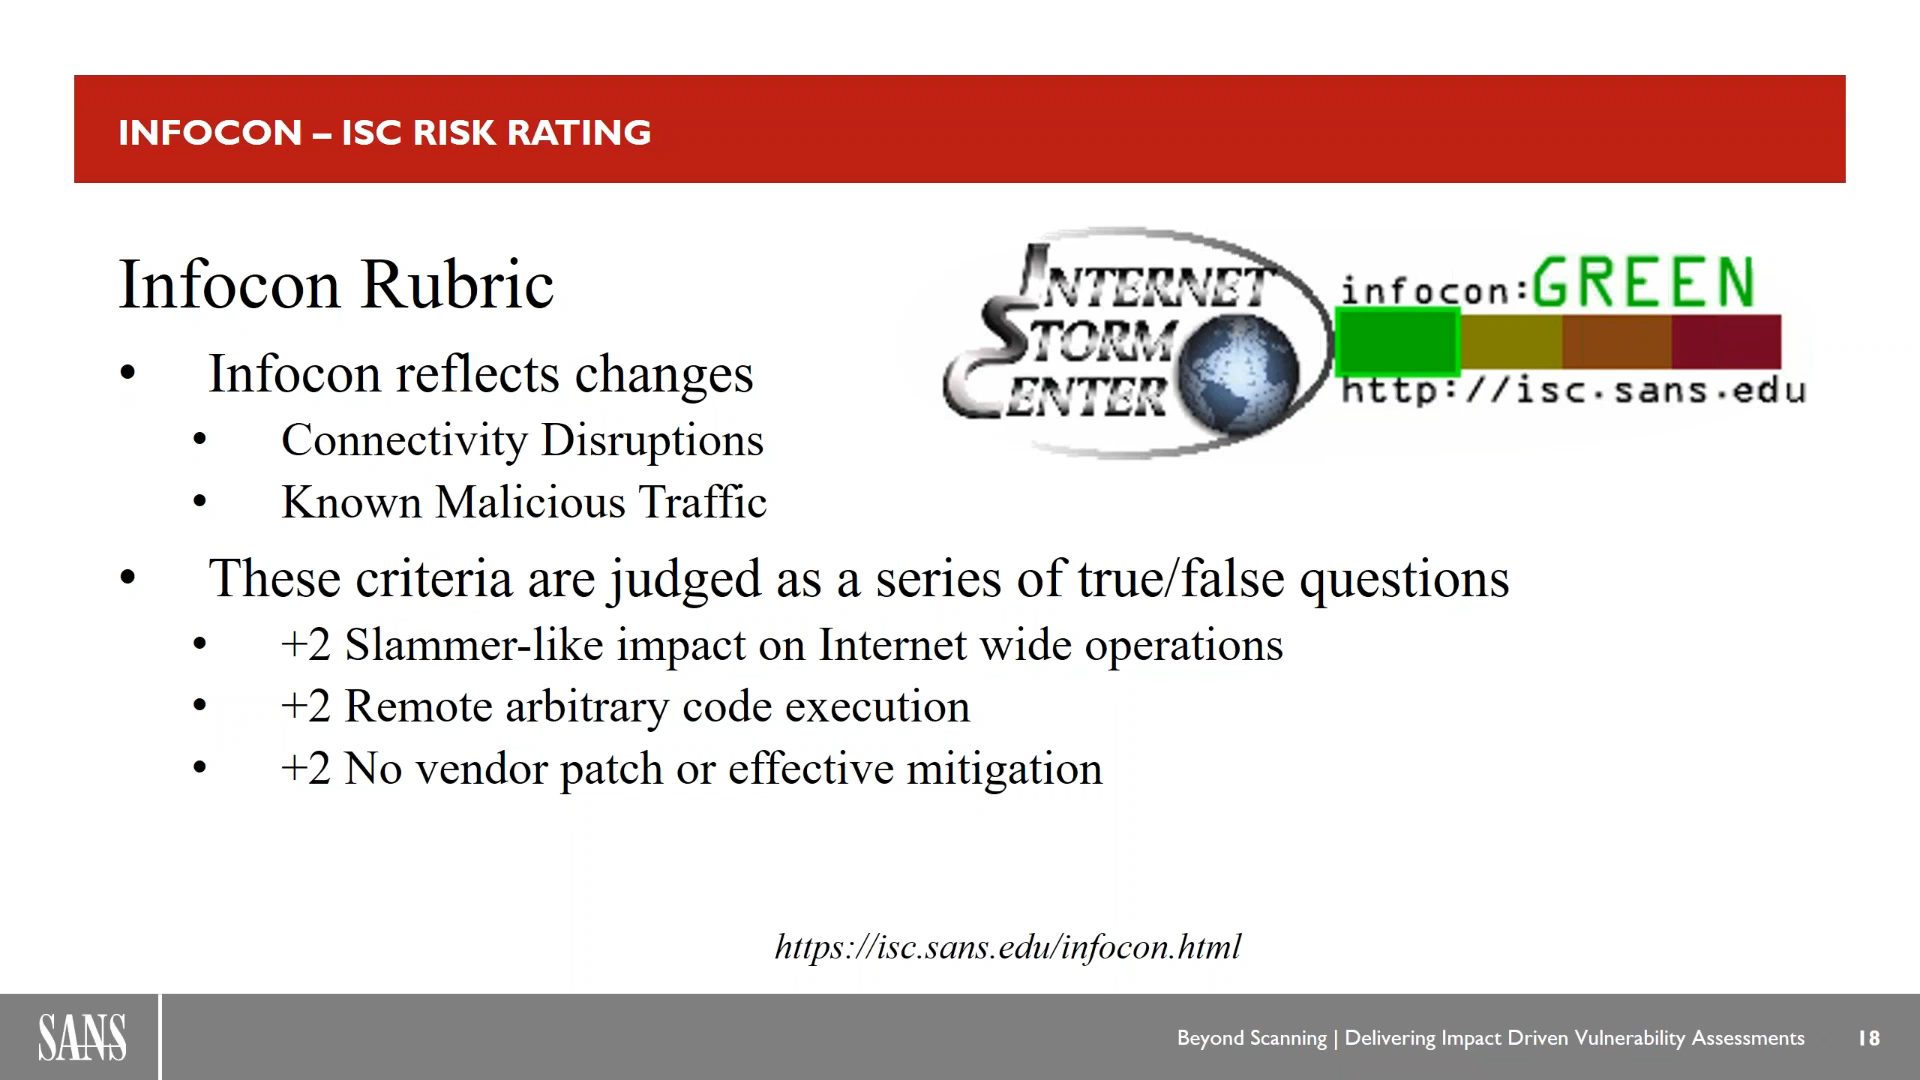 INFOCON – ISC RISK RATING
Infocon Rubric
INTERNET
STORM
CENTER
infocon:GREEN
http://isc.sans.edu
• Infocon reflects changes
• Connectivity Disruptions
• Known Malicious Traffic
• These criteria are judged as a series of true/false questions
• +2 Slammer-like impact on Internet wide operations
• +2 Remote arbitrary code execution
• +2 No vendor patch or effective mitigation
https://isc.sans.edu/infocon.html
SANS
Beyond Scanning | Delivering Impact Driven Vulnerability Assessments 18